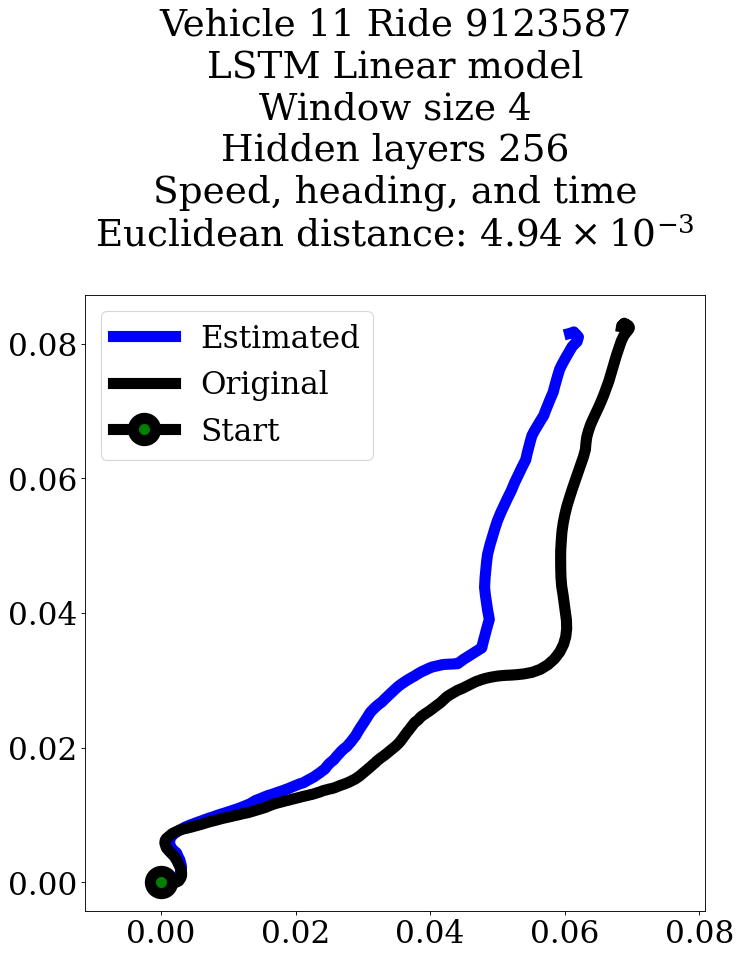 Vehicle 11 Ride 9123587
LSTM Linear model
Window size 4
Hidden layers 256
Speed, heading, and time
Euclidean distance: 4.94 × 10⁻³
Estimated
Original
Start
0.08
0.06
0.04
0.02
0.00
0.00 0.02 0.04 0.06 0.08